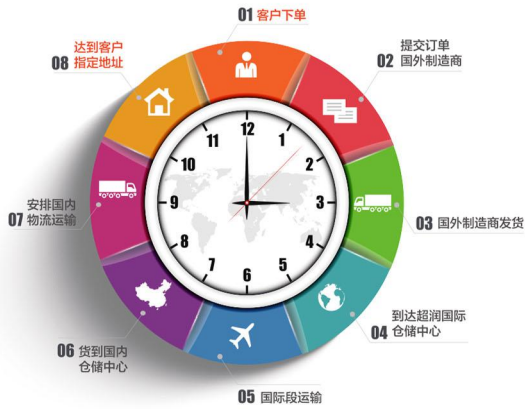 01 客户下单
02 提交订单
国外制造商
03 国外制造商发货
04 到达超润国际
仓储中心
05 国际段运输
06 货到国内
仓储中心
07 安排国内
物流运输
08 达到客户
指定地址
12
1
2
3
4
5
6
7
8
9
10
11